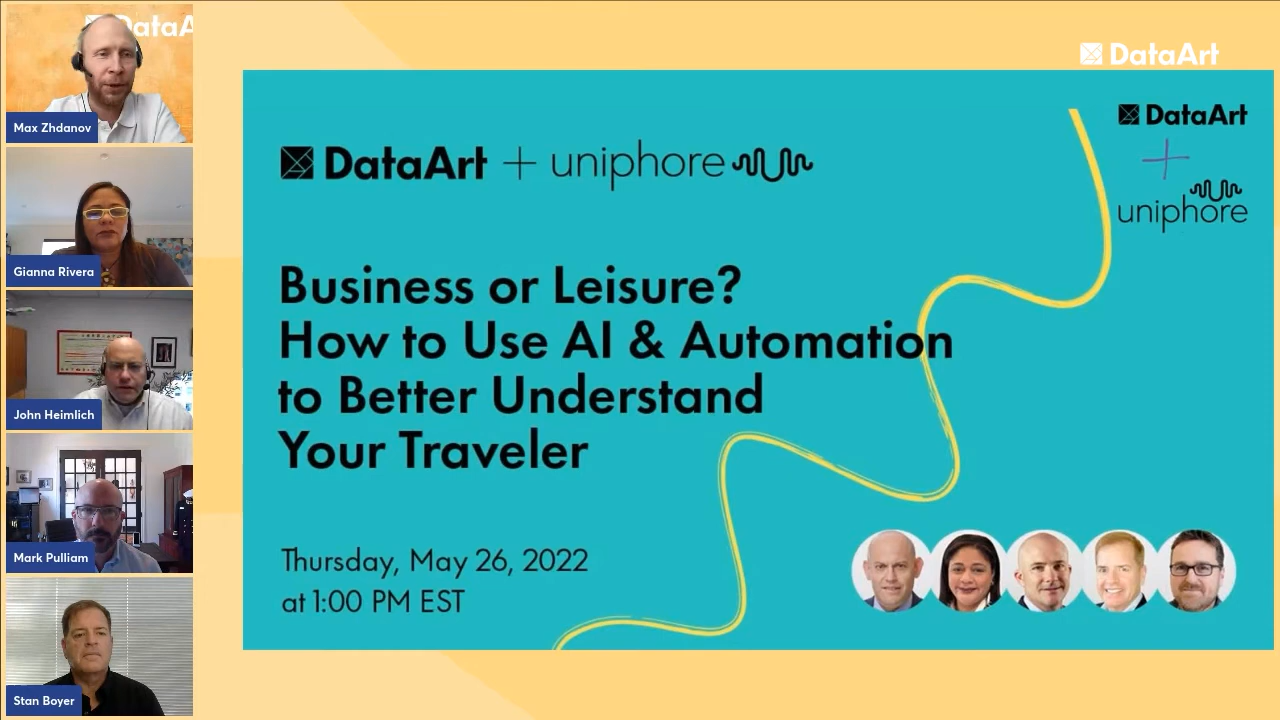 DataArt
Max Zhdanov
Gianna Rivera
John Heimlich
Mark Pulliam
Stan Boyer
DataArt
DataArt + uniphore
DataArt
+
uniphore
Business or Leisure?
How to Use AI & Automation
to Better Understand
Your Traveler
Thursday, May 26, 2022
at 1:00 PM EST